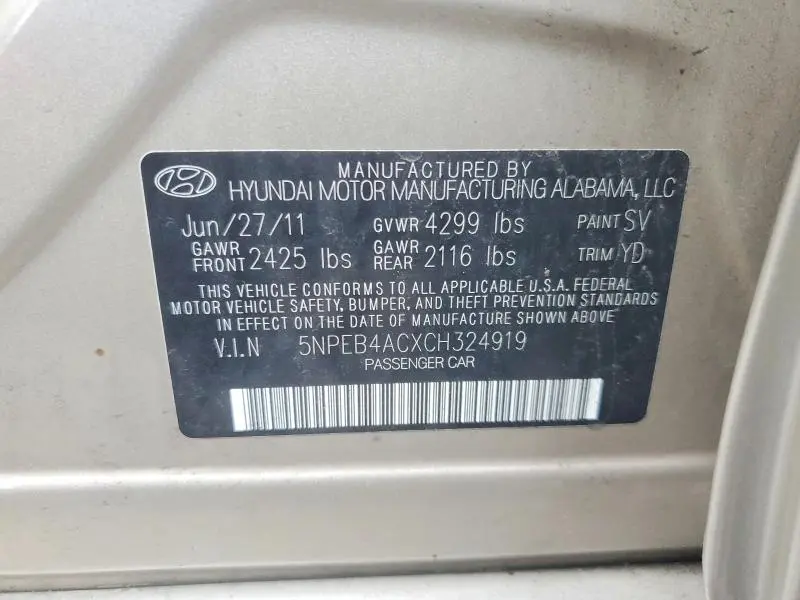 MANUFACTURED BY
HYUNDAI MOTOR MANUFACTURING ALABAMA, LLC
Jun/27/11 GVWR 4299 lbs PAINT SV
GAWR FRONT 2425 lbs GAWR REAR 2116 lbs TRIM YD
THIS VEHICLE CONFORMS TO ALL APPLICABLE U.S.A. FEDERAL
MOTOR VEHICLE SAFETY, BUMPER, AND THEFT PREVENTION STANDARDS
IN EFFECT ON THE DATE OF MANUFACTURE SHOWN ABOVE.
V.I.N 5NPEB4ACXCH324919
PASSENGER CAR